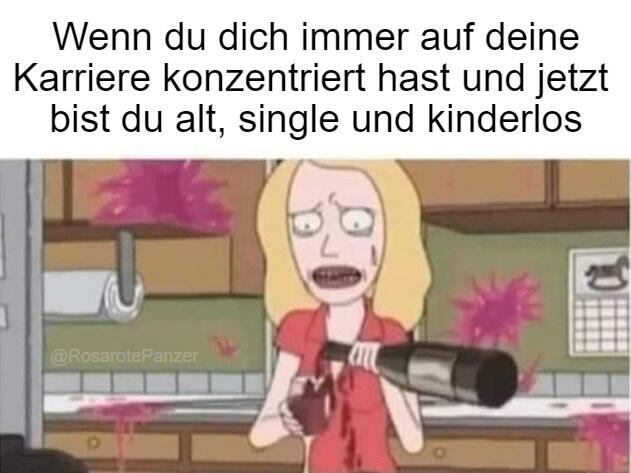 Wenn du dich immer auf deine
Karriere konzentriert hast und jetzt
bist du alt, single und kinderlos
@RosarotePanzer